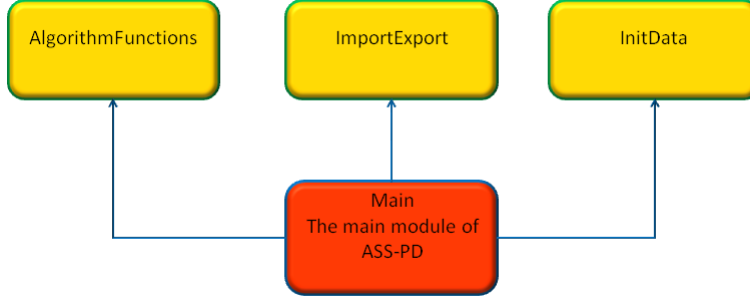 AlgorithmFunctions
ImportExport
InitData
Main
The main module of
ASS-PD